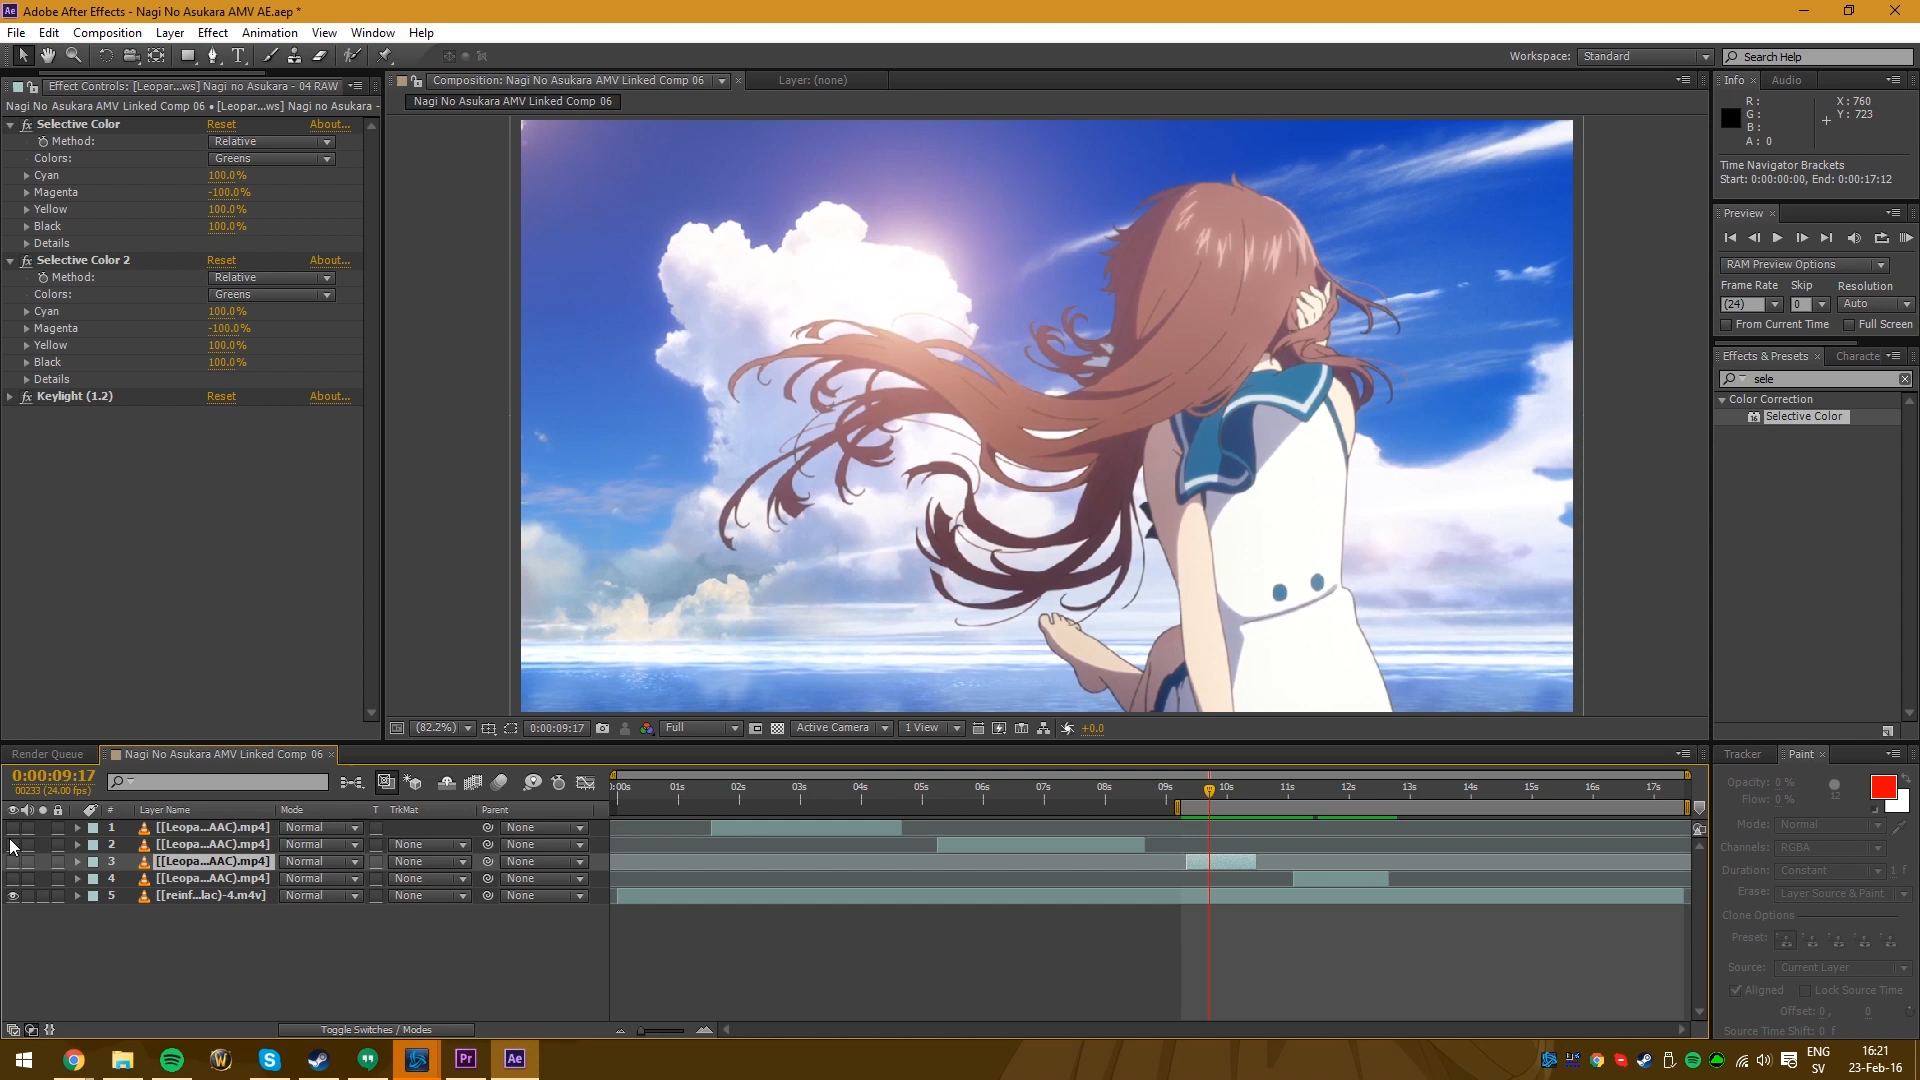 Adobe After Effects - Nagi No Asukara AMV AE.aep *
File Edit Composition Layer Effect Animation View Window Help
Workspace: Standard Search Help
Effect Controls: [Leopar...ws] Nagi no Asukara - 04 RAW
Composition: Nagi No Asukara AMV Linked Comp 06
Layer: (none)
Nagi No Asukara AMV Linked Comp 06 • [Leopar...ws] Nagi no Asukara -
Nagi No Asukara AMV Linked Comp 06
Selective Color Reset About...
Method: Relative
Colors: Greens
Cyan 100.0%
Magenta -100.0%
Yellow 100.0%
Black 100.0%
Details
Selective Color 2 Reset About...
Method: Relative
Colors: Greens
Cyan 100.0%
Magenta -100.0%
Yellow 100.0%
Black 100.0%
Details
Keylight (1.2) Reset About...
Info Audio
R: X: 760
G: Y: 723
B:
A: 0
Time Navigator Brackets
Start: 0:00:00:00, End: 0:00:17:12
Preview
RAM Preview Options
Frame Rate Skip Resolution
(24) 0 Auto
From Current Time Full Screen
Effects & Presets Characte
sele
Color Correction
Selective Color
(82.2%) 0:00:09:17 Full Active Camera 1 View +0.0
Render Queue Nagi No Asukara AMV Linked Comp 06
0:00:09:17
00233 (24.00 fps)
:00s 01s 02s 03s 04s 05s 06s 07s 08s 09s 10s 11s 12s 13s 14s 15s 16s 17s
# Layer Name Mode T TrkMat Parent
1 [[Leopa...AAC).mp4] Normal None
2 [[Leopa...AAC).mp4] Normal None None
3 [[Leopa...AAC).mp4] Normal None None
4 [[Leopa...AAC).mp4] Normal None None
5 [[reinf...lac)-4.m4v] Normal None None
Toggle Switches / Modes
Tracker Paint
Opacity: 0 %
Flow: 0 % 12
Mode: Normal
Channels: RGBA
Duration: Constant 1 f
Erase: Layer Source & Paint
Clone Options
Preset:
Source: Current Layer
Aligned Lock Source Time
Offset: 0, 0
Source Time Shift: 0 f
Pr Ae
ENG
SV
16:21
23-Feb-16